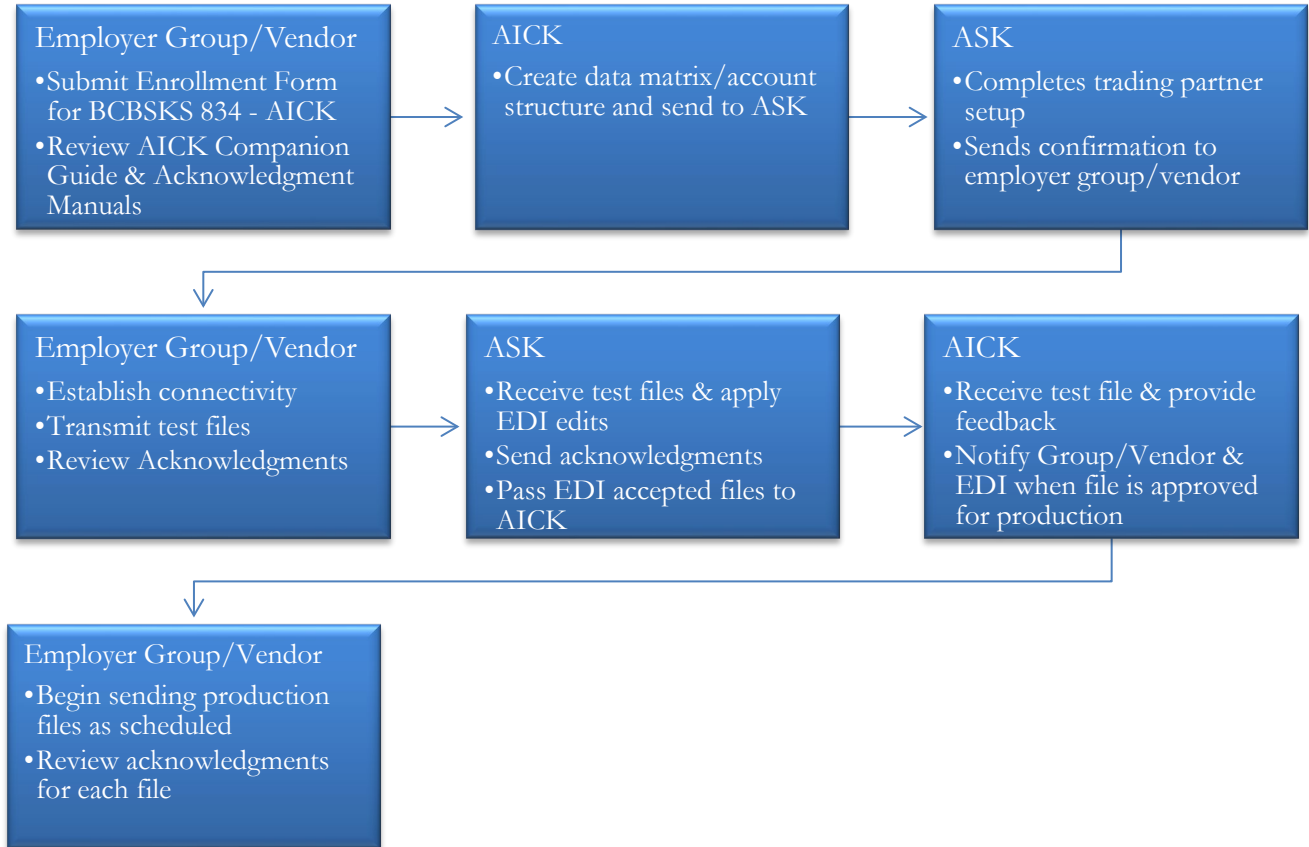 Employer Group/Vendor
•Submit Enrollment Form
for BCBSKS 834 - AICK
•Review AICK Companion
Guide & Acknowledgment
Manuals
AICK
•Create data matrix/account
structure and send to ASK
ASK
•Completes trading partner
setup
•Sends confirmation to
employer group/vendor
Employer Group/Vendor
•Establish connectivity
•Transmit test files
•Review Acknowledgments
ASK
•Receive test files & apply
EDI edits
•Send acknowledgments
•Pass EDI accepted files to
AICK
AICK
•Receive test file & provide
feedback
•Notify Group/Vendor &
EDI when file is approved
for production
Employer Group/Vendor
•Begin sending production
files as scheduled
•Review acknowledgments
for each file